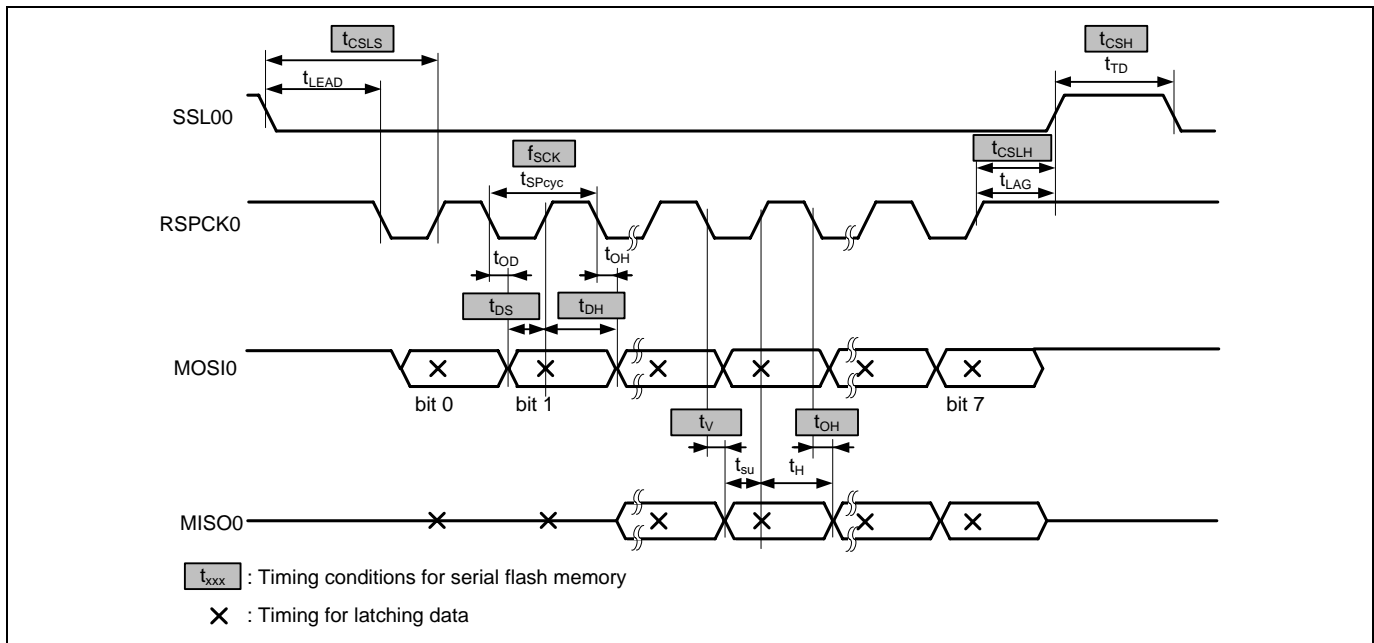 tCSLS
tCSH
tLEAD
tTD
SSL00
fSCK
tCSLH
tSPcyc
tLAG
RSPCK0
tOD
tOH
tDS
tDH
MOSI0
bit 0
bit 1
bit 7
tV
tOH
tsu
tH
MISO0
txxx : Timing conditions for serial flash memory
: Timing for latching data